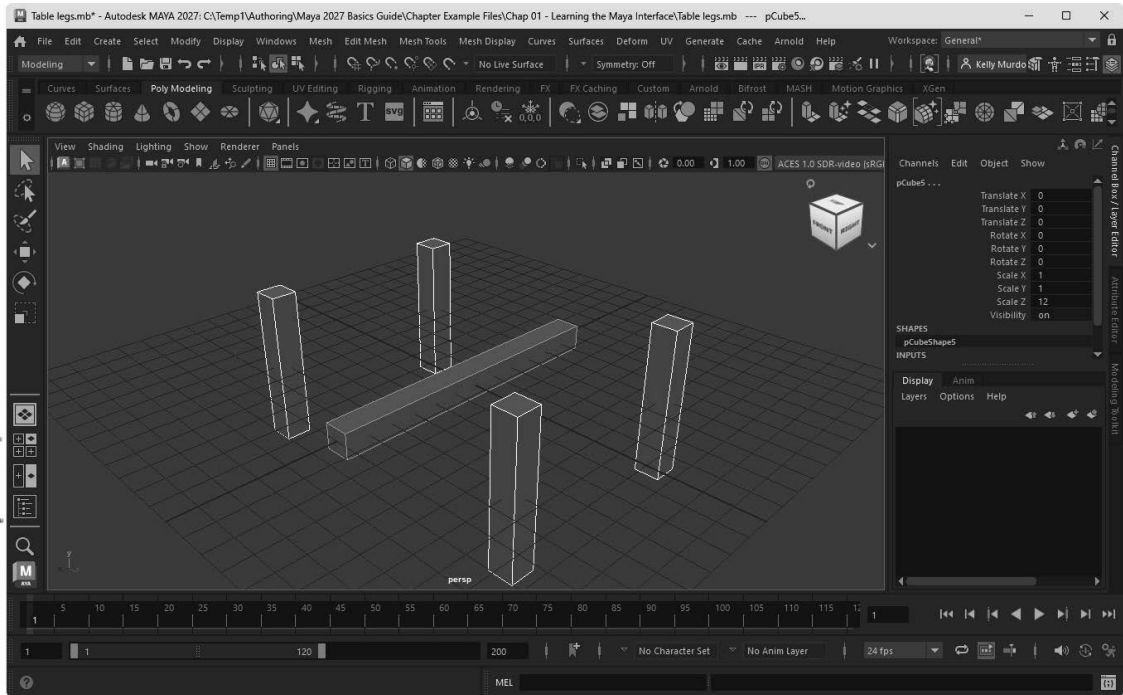 Table legs.mb* - Autodesk MAYA 2027: C:\Temp1\Authoring\Maya 2027 Basics Guide\Chapter Example Files\Chap 01 - Learning the Maya Interface\Table legs.mb --- pCube5...
File Edit Create Select Modify Display Windows Mesh Edit Mesh Mesh Tools Mesh Display Curves Surfaces Deform UV Generate Cache Arnold Help Workspace: General*
Modeling No Live Surface Symmetry: Off Kelly Murdo
Curves Surfaces Poly Modeling Sculpting UV Editing Rigging Animation Rendering FX FX Caching Custom Arnold Bifrost MASH Motion Graphics XGen
T svg 0,0,0
View Shading Lighting Show Renderer Panels
0.00 1.00 ACES 1.0 SDR-video (sRG
Channels Edit Object Show
pCube5 . . .
Translate X 0
Translate Y 0
Translate Z 0
Rotate X 0
Rotate Y 0
Rotate Z 0
Scale X 1
Scale Y 1
Scale Z 12
Visibility on
SHAPES
pCubeShape5
INPUTS
Display Anim
Layers Options Help
Channel Box / Layer Editor
Attribute Editor
Modeling Toolkit
FRONT RIGHT
persp
M
5 10 15 20 25 30 35 40 45 50 55 60 65 70 75 80 85 90 95 100 105 110 115 12
1 1
1 1 120 200 No Character Set No Anim Layer 24 fps
MEL